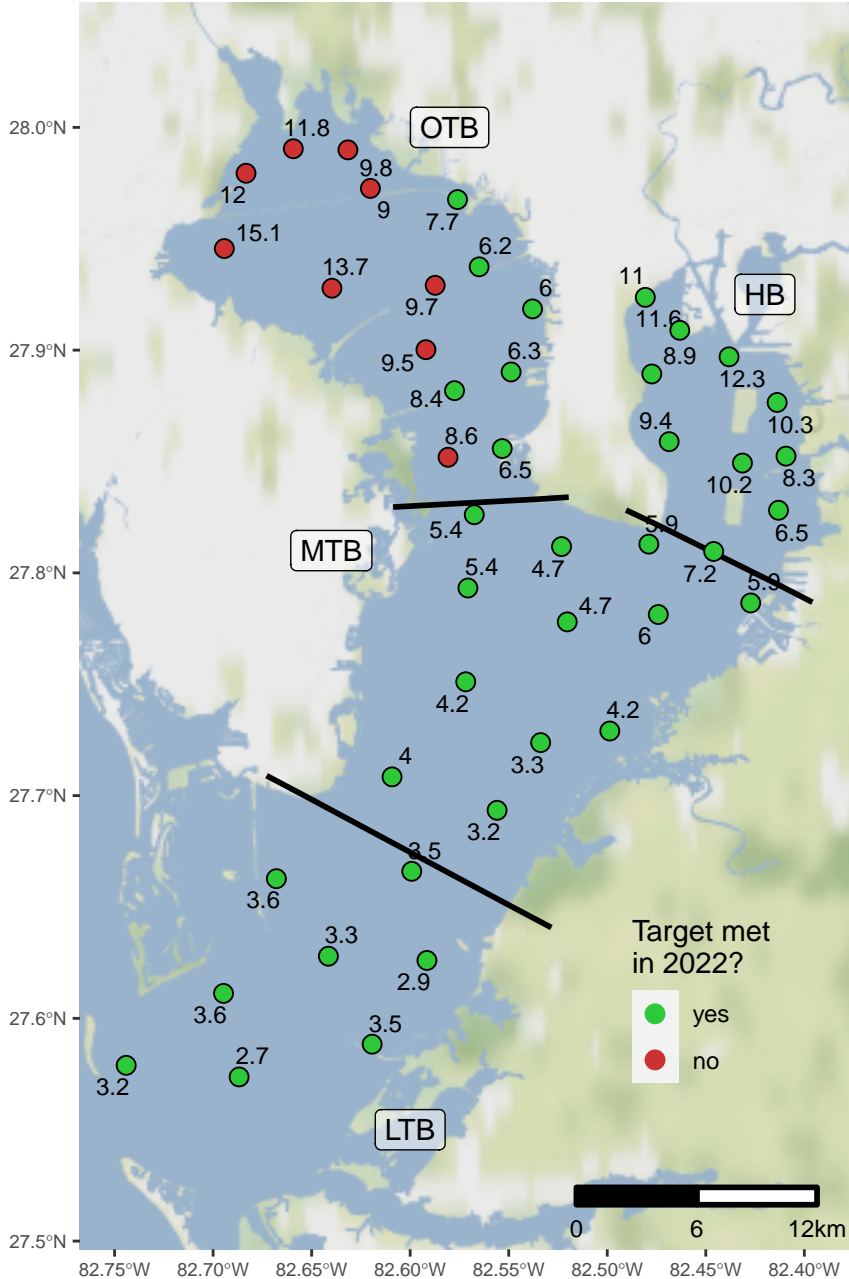 28.0°N
27.9°N
27.8°N
27.7°N
27.6°N
27.5°N
11.8
OTB
9.8
12
9
7.7
15.1
6.2
13.7
9.7
6
11
HB
11.6
6.3
8.9
9.5
12.3
8.4
10.3
9.4
8.6
6.5
10.2
8.3
5.4
5.9
6.5
MTB
4.7
7.2
5.4
5.9
4.7
6
4.2
4.2
4
3.3
3.2
3.5
3.6
3.3
2.9
3.6
3.5
2.7
3.2
LTB
Target met
in 2022?
yes
no
0 6 12km
82.75°W 82.70°W 82.65°W 82.60°W 82.55°W 82.50°W 82.45°W 82.40°W